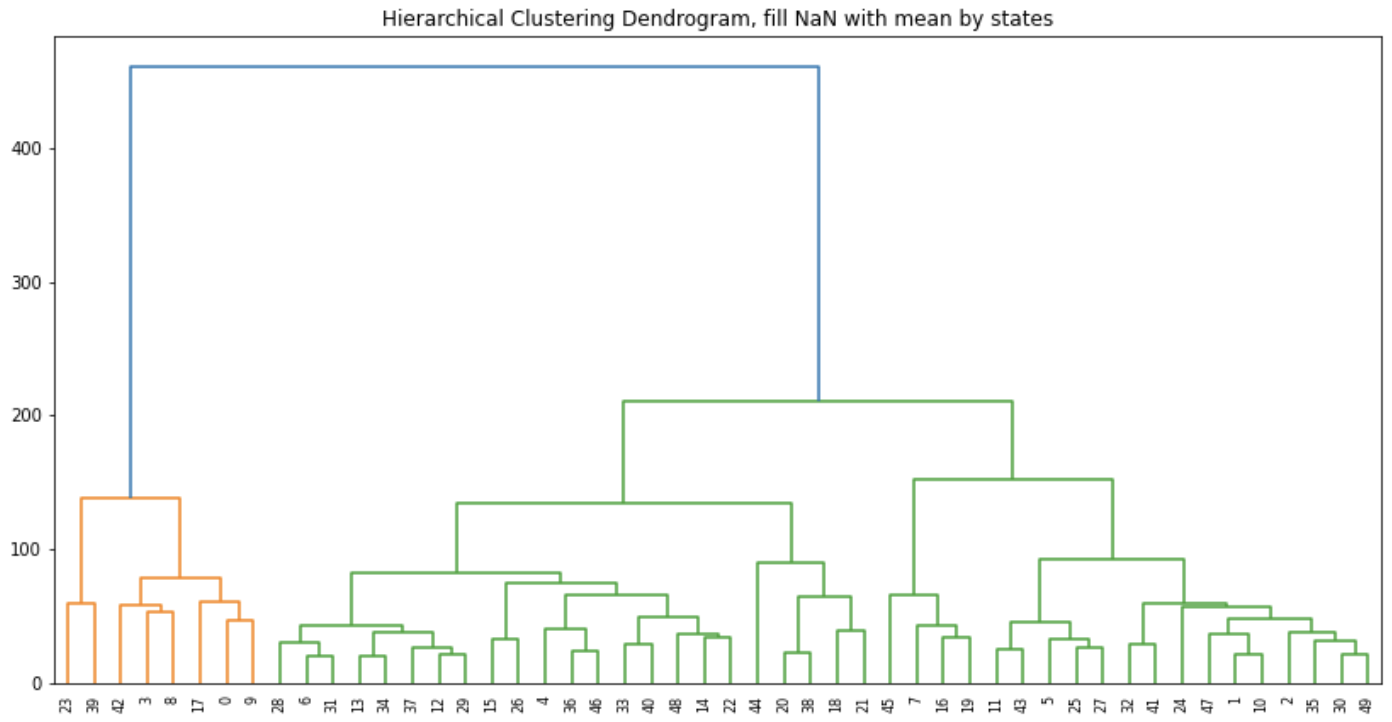 Hierarchical Clustering Dendrogram, fill NaN with mean by states
400
300
200
100
0
23 39 42 3 8 17 0 9 28 6 31 13 34 37 12 29 15 26 4 36 46 33 40 48 14 22 44 20 38 18 21 45 7 16 19 11 43 5 25 27 32 41 24 47 1 10 2 35 30 49